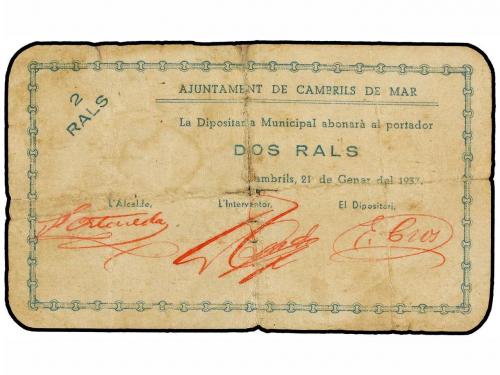 2
RALS
AJUNTAMENT DE CAMBRILS DE MAR
La Dipositaria Municipal abonarà al portador
DOS RALS
Cambrils, 21 de Gener del 1937.
L'Alcalde, L'Interventor, El Dipositari,
E. Cros